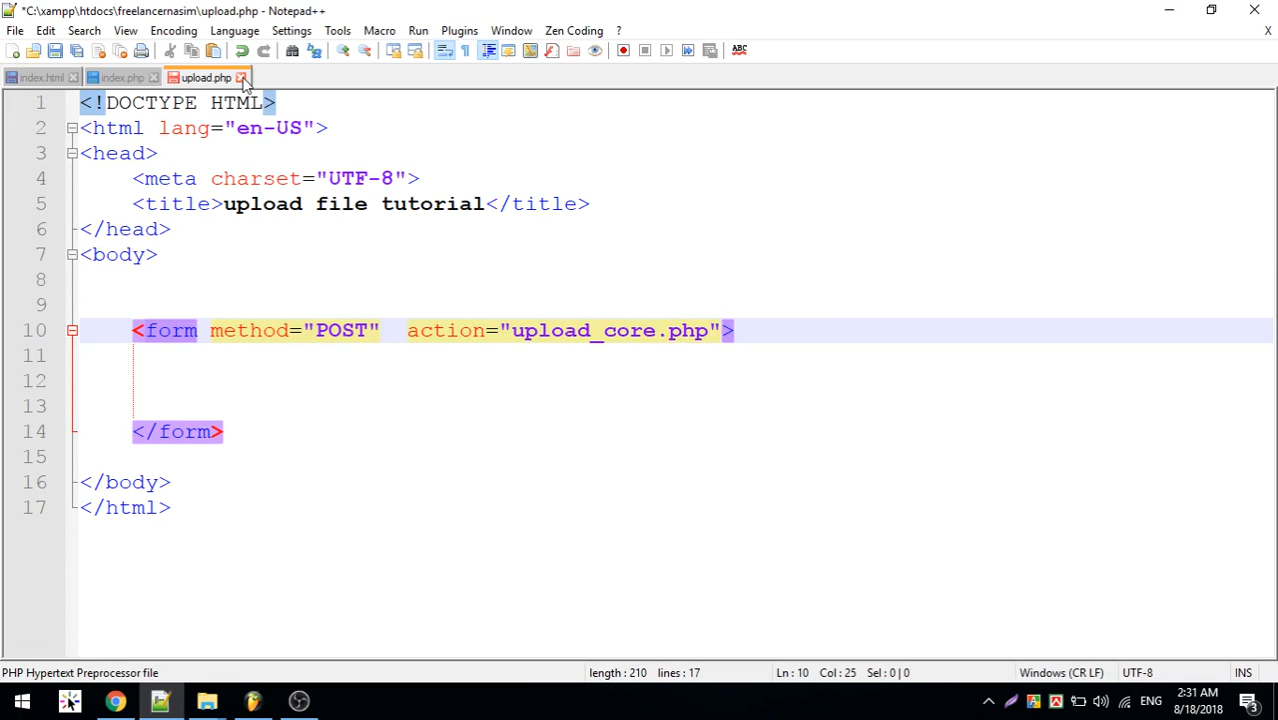 *C:\xampp\htdocs\freelancernasim\upload.php - Notepad++
File Edit Search View Encoding Language Settings Tools Macro Run Plugins Window Zen Coding ? X
index.html index.php upload.php
1 <!DOCTYPE HTML>
2 <html lang="en-US">
3 <head>
4 <meta charset="UTF-8">
5 <title>upload file tutorial</title>
6 </head>
7 <body>
8
9
10 <form method="POST"  action="upload_core.php">
11
12
13
14 </form>
15
16 </body>
17 </html>
PHP Hypertext Preprocessor file length : 210 lines : 17 Ln : 10 Col : 25 Sel : 0 | 0 Windows (CR LF) UTF-8 INS
ENG 2:31 AM
8/18/2018 3